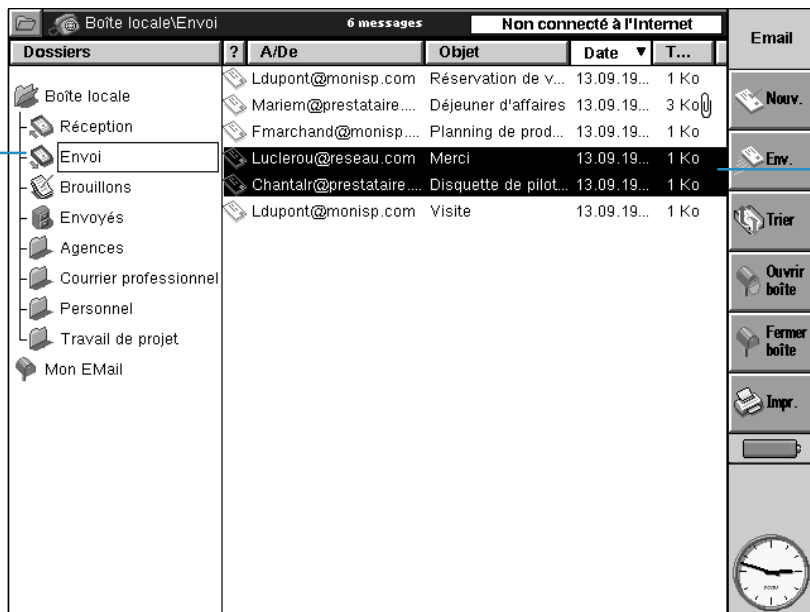 Boîte locale\Envoi 6 messages Non connecté à l'Internet
Dossiers ? A/De Objet Date T...
Boîte locale
Réception
Envoi
Brouillons
Envoyés
Agences
Courrier professionnel
Personnel
Travail de projet
Mon EMail
Ldupont@monisp.com Réservation de v... 13.09.19... 1 Ko
Mariem@prestataire.... Déjeuner d'affaires 13.09.19... 3 Ko
Fmarchand@monisp.... Planning de prod... 13.09.19... 1 Ko
Luclerou@reseau.com Merci 13.09.19... 1 Ko
Chantalr@prestataire.... Disquette de pilot... 13.09.19... 1 Ko
Ldupont@monisp.com Visite 13.09.19... 1 Ko
Email
Nouv.
Env.
Trier
Ouvrir
boîte
Fermer
boîte
Impr.